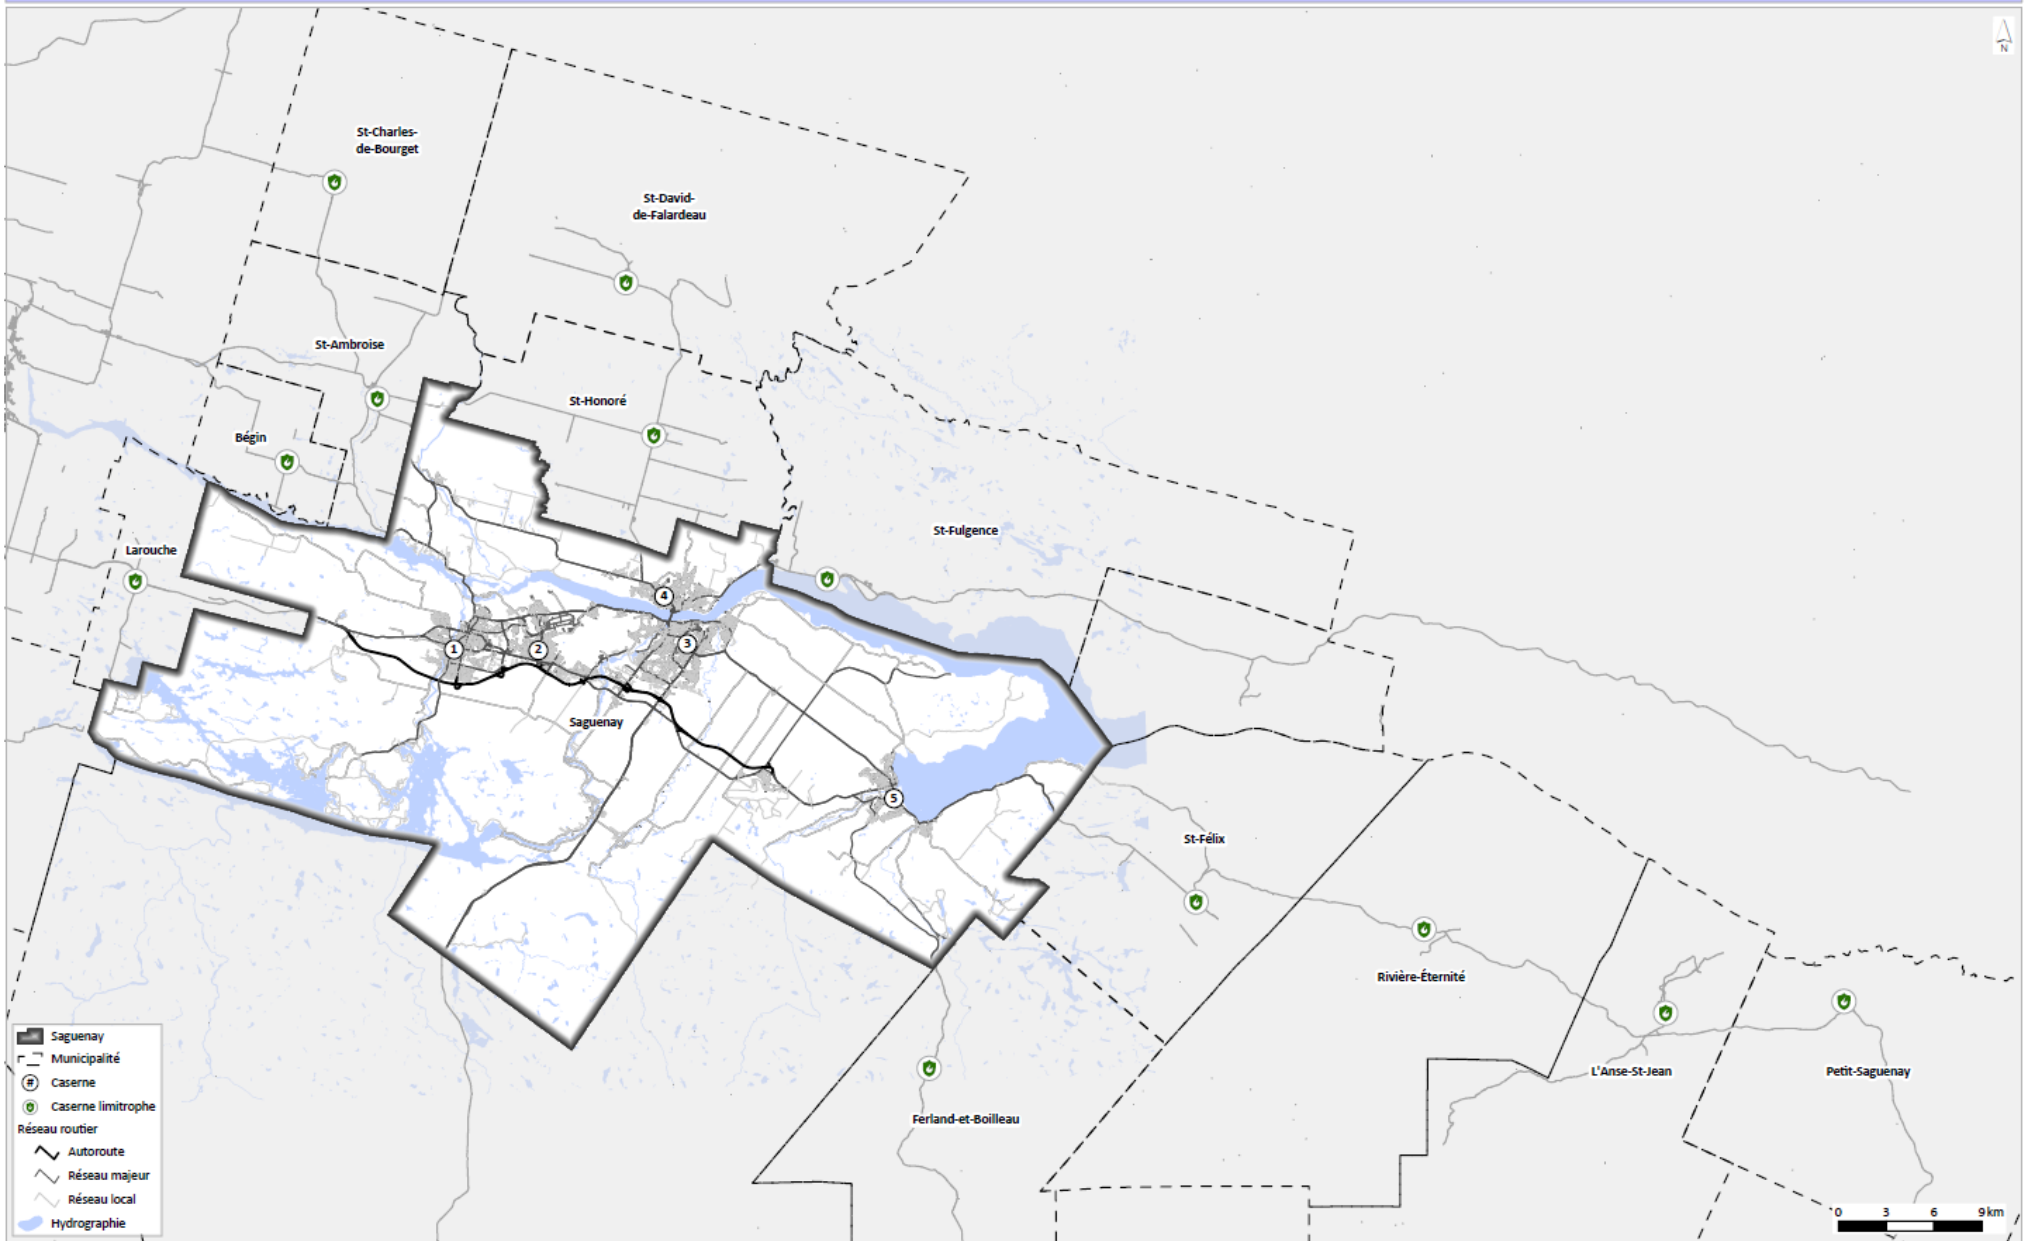 N
St-Charles-
de-Bourget
St-David-
de-Falardeau
St-Ambroise
St-Honoré
Bégin
St-Fulgence
Larouche
4
3
1
2
Saguenay
5
St-Félix
Rivière-Éternité
L'Anse-St-Jean
Petit-Saguenay
Ferland-et-Boilleau
Saguenay
Municipalité
# Caserne
Caserne limitrophe
Réseau routier
Autoroute
Réseau majeur
Réseau local
Hydrographie
0 3 6 9 km